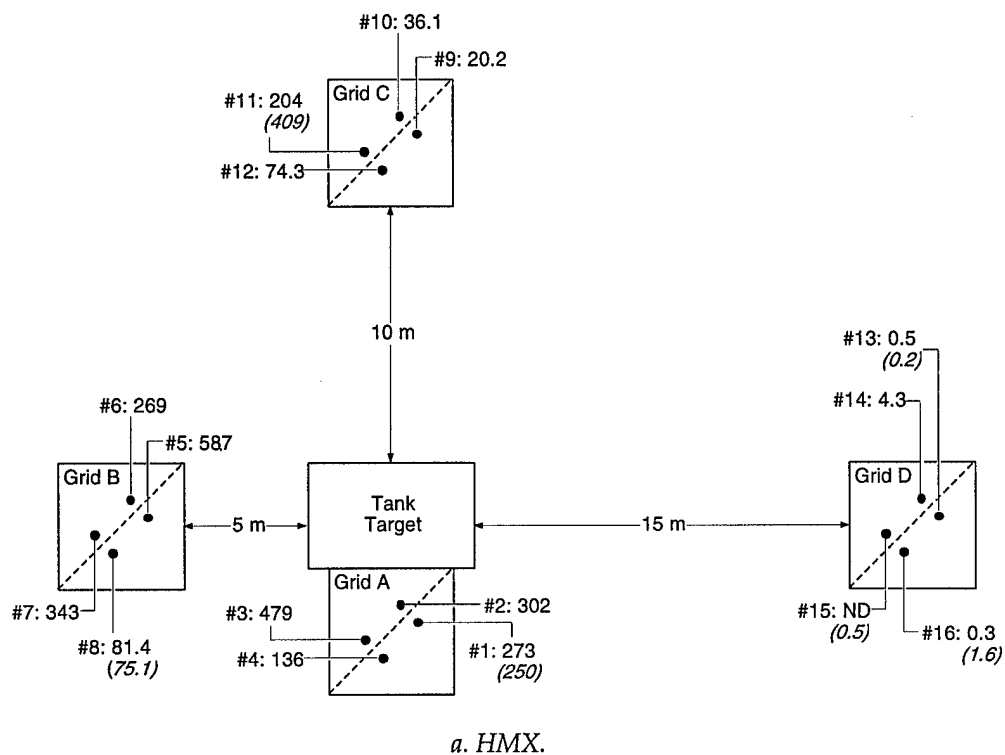 #10: 36.1
#9: 20.2
Grid C
#11: 204
(409)
#12: 74.3
10 m
#13: 0.5
(0.2)
#14: 4.3
#6: 269
#5: 58.7
Grid B
Tank
Target
Grid D
5 m
15 m
Grid A
#7: 343
#8: 81.4
(75.1)
#3: 479
#4: 136
#2: 302
#1: 273
(250)
#15: ND
(0.5)
#16: 0.3
(1.6)
a. HMX.